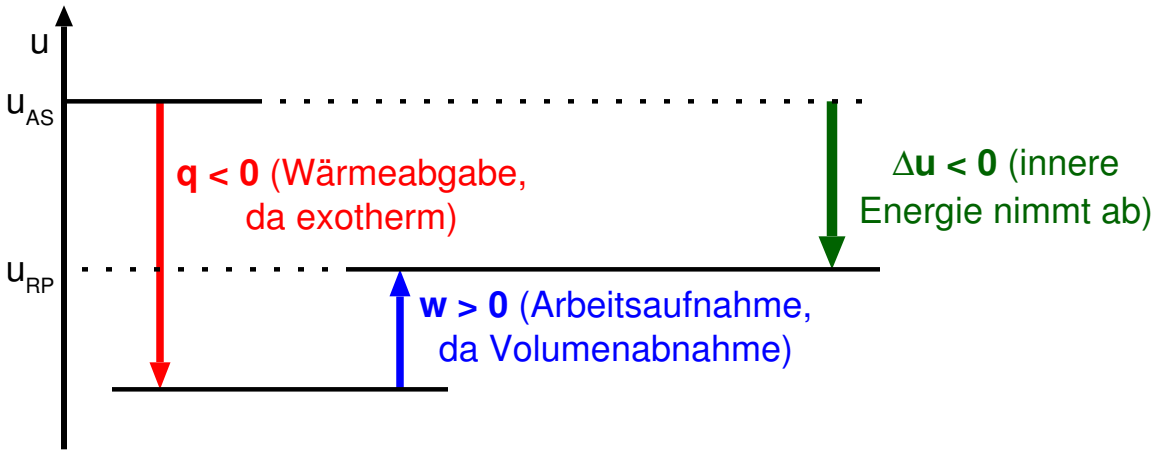 u
u_AS
q < 0 (Wärmeabgabe,
da exotherm)
Δu < 0 (innere
Energie nimmt ab)
u_RP
w > 0 (Arbeitsaufnahme,
da Volumenabnahme)